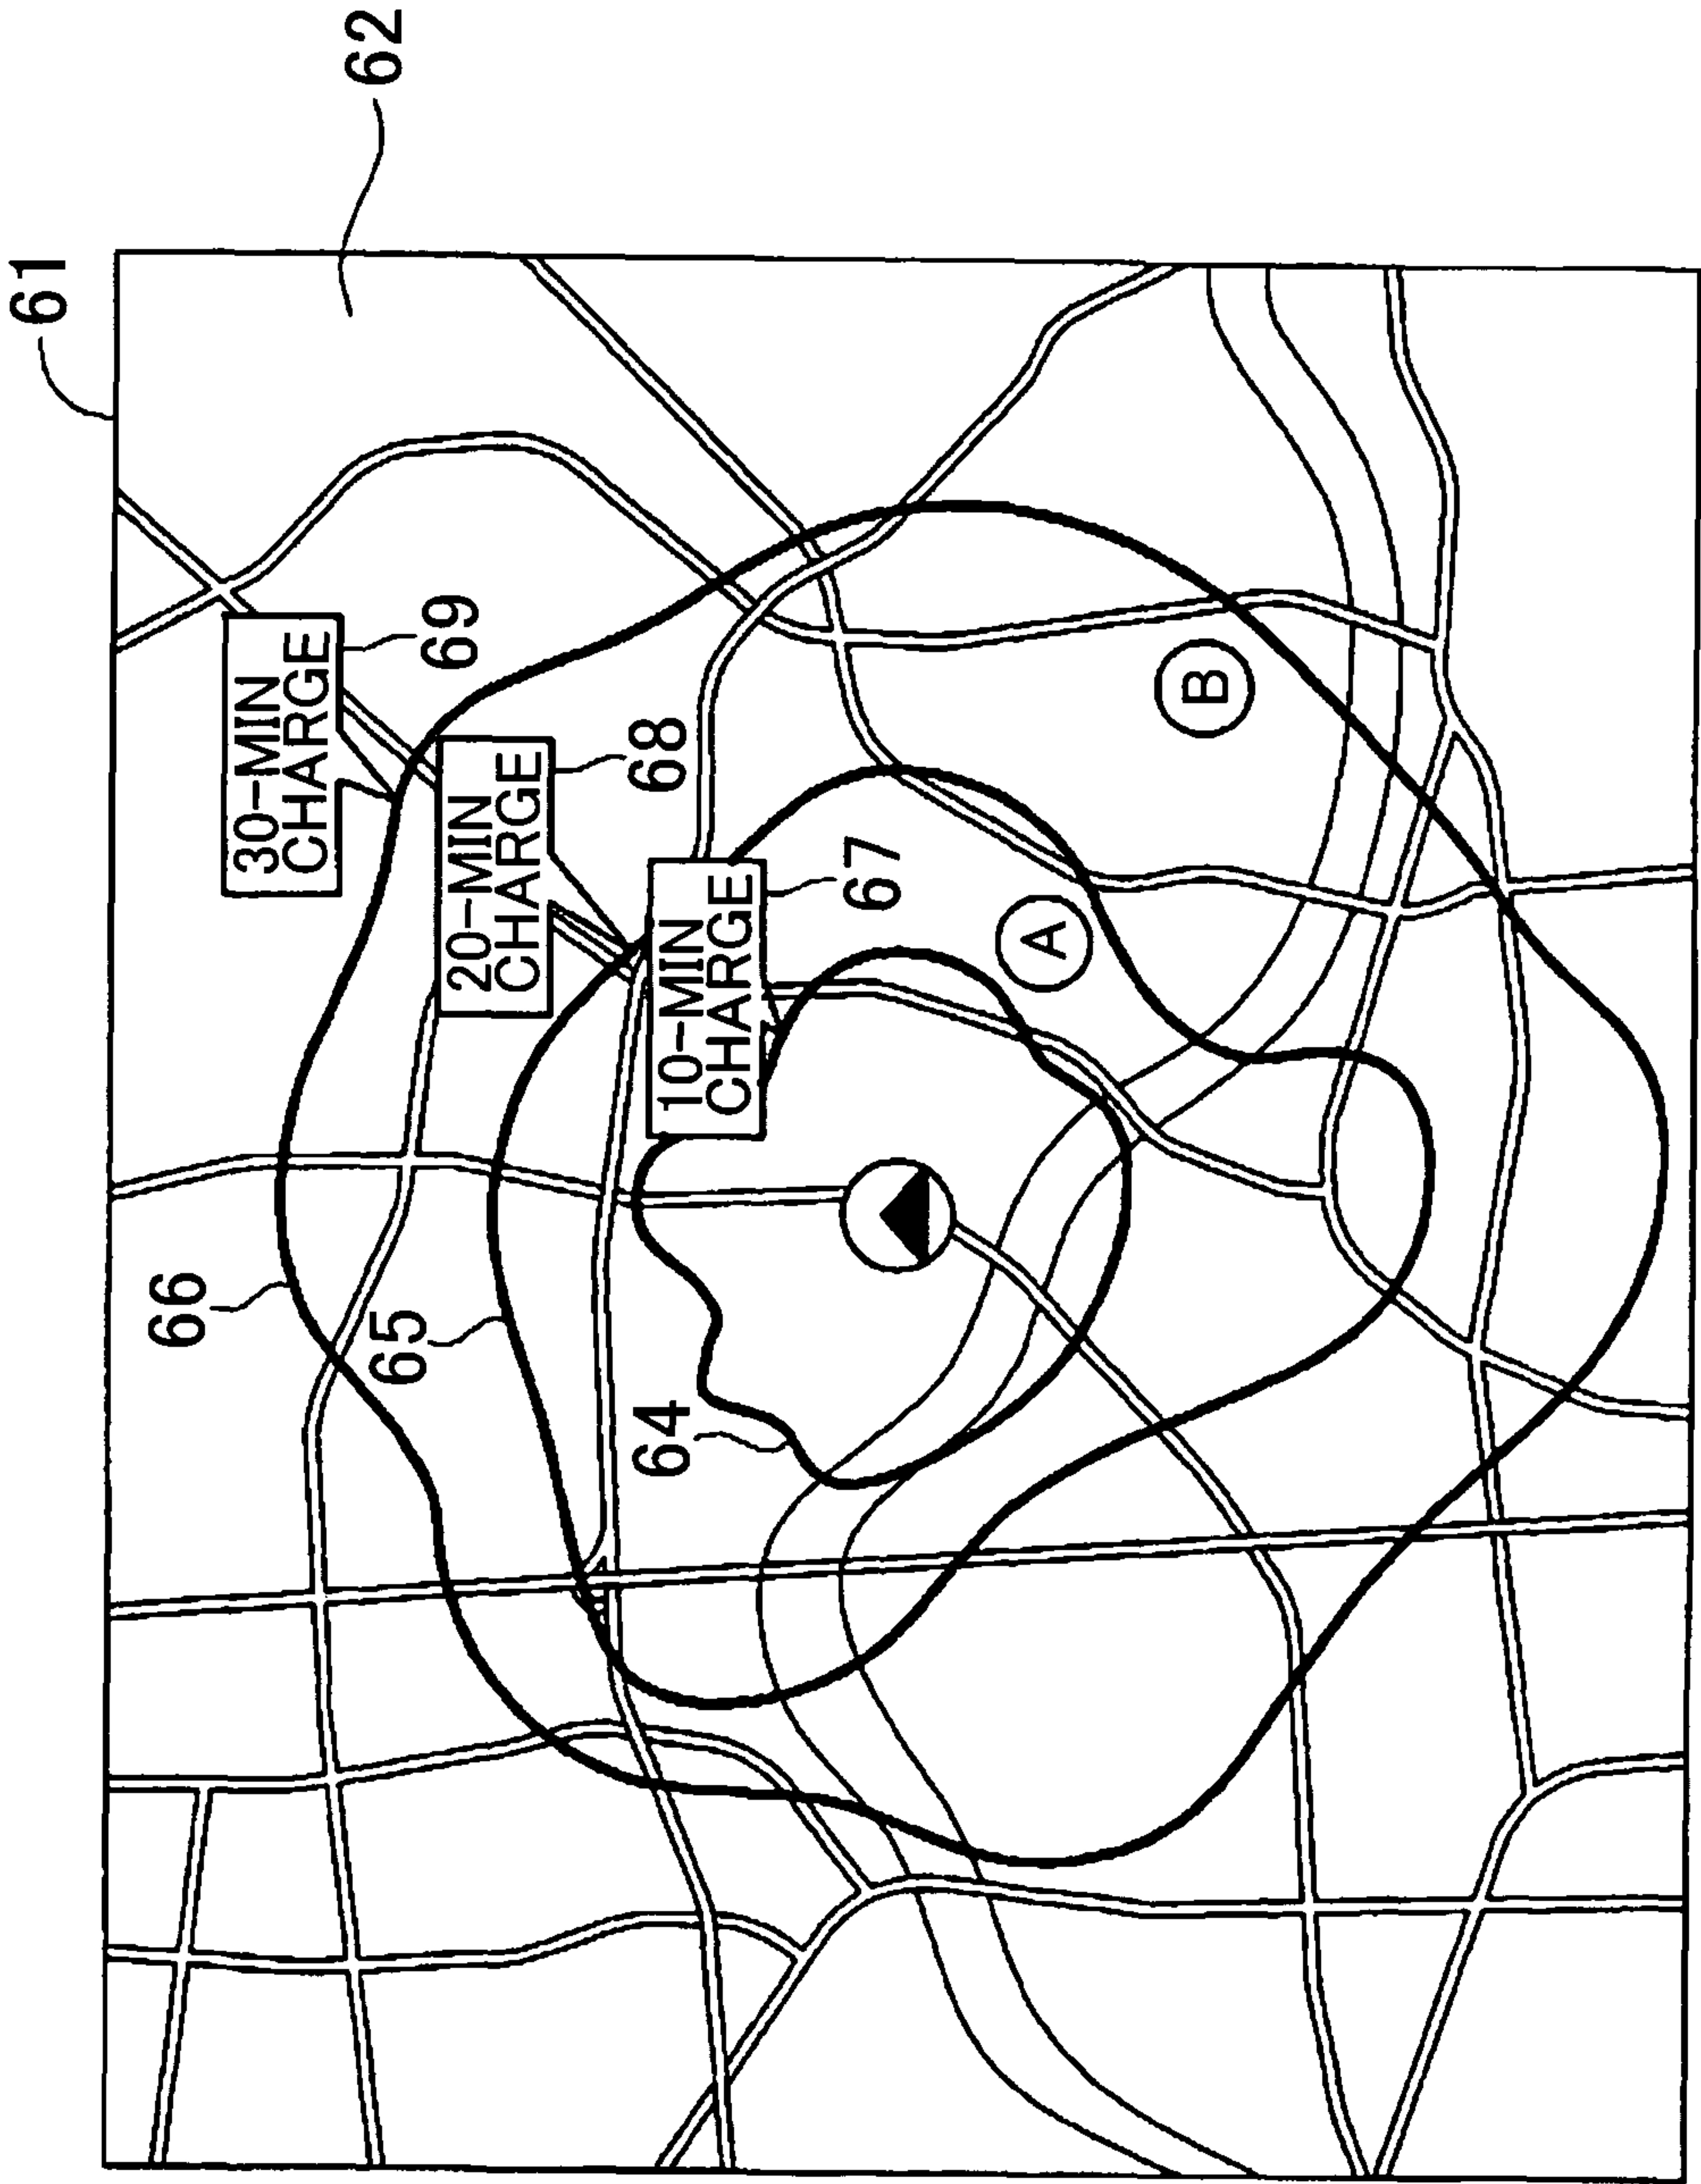 61
62
30-MIN
CHARGE
69
20-MIN
CHARGE
68
10-MIN
CHARGE
67
66
65
64
A
B